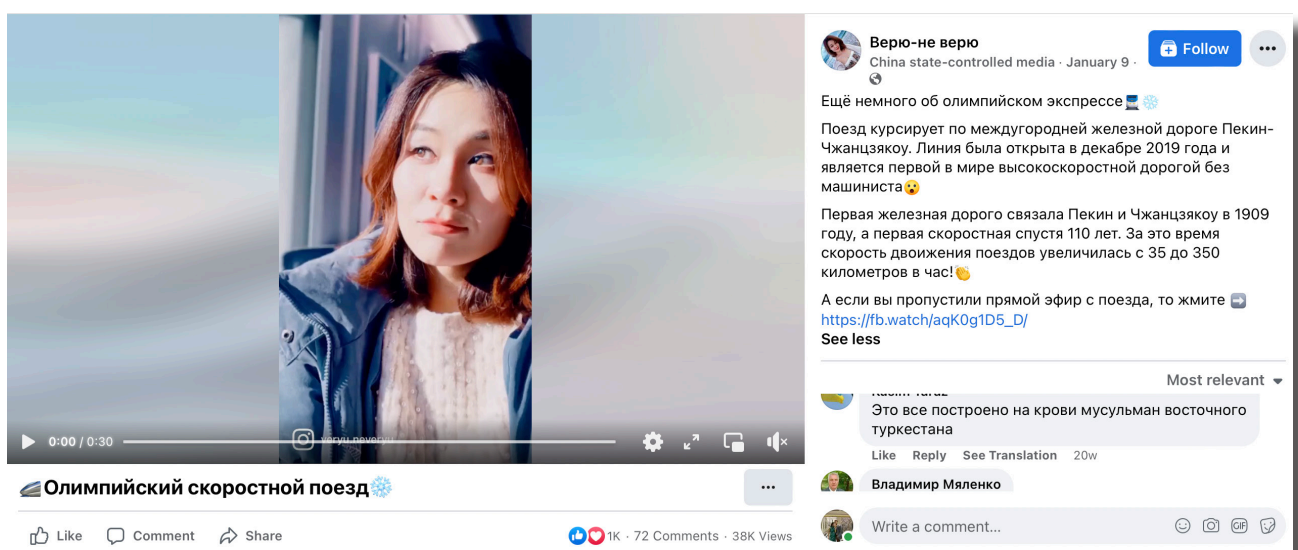 Верю-не верю
Follow
China state-controlled media · January 9 ·
Ещё немного об олимпийском экспрессе
Поезд курсирует по междугородней железной дороге Пекин-
Чжанцзякоу. Линия была открыта в декабре 2019 года и
является первой в мире высокоскоростной дорогой без
машиниста
Первая железная дорого связала Пекин и Чжанцзякоу в 1909
году, а первая скоростная спустя 110 лет. За это время
скорость двоижения поездов увеличилась с 35 до 350
километров в час!
А если вы пропустили прямой эфир с поезда, то жмите
https://fb.watch/aqK0g1D5_D/
See less
Most relevant
Это все построено на крови мусульман восточного
туркестана
Like Reply See Translation 20w
Владимир Мяленко
Write a comment...
GIF
0:00 / 0:30
Олимпийский скоростной поезд
Like Comment Share
1K · 72 Comments · 38K Views